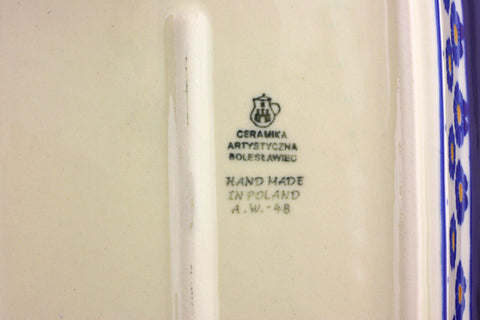 CERAMIKA
ARTYSTYCZNA
BOLESŁAWIEC
HAND MADE
IN POLAND
A.W.-48